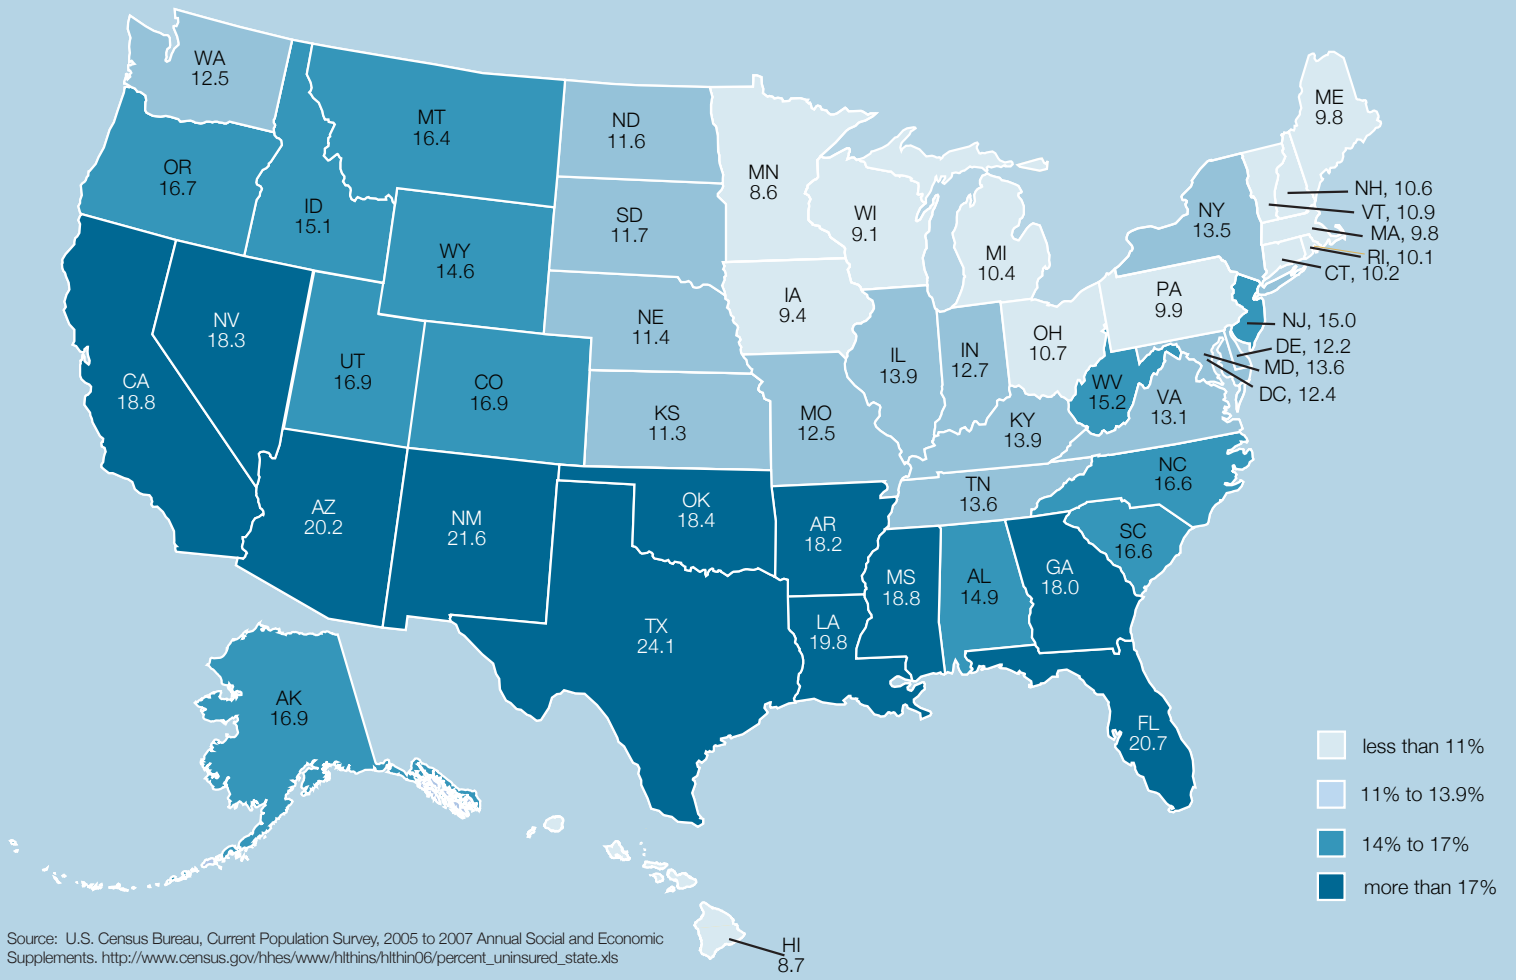 WA
12.5
OR
16.7
MT
16.4
ID
15.1
WY
14.6
ND
11.6
SD
11.7
NE
11.4
KS
11.3
MN
8.6
WI
9.1
IA
9.4
MI
10.4
IL
13.9
IN
12.7
OH
10.7
PA
9.9
NY
13.5
ME
9.8
NH, 10.6
VT, 10.9
MA, 9.8
RI, 10.1
CT, 10.2
NJ, 15.0
DE, 12.2
MD, 13.6
DC, 12.4
CA
18.8
NV
18.3
UT
16.9
CO
16.9
MO
12.5
KY
13.9
WV
15.2
VA
13.1
AZ
20.2
NM
21.6
OK
18.4
AR
18.2
TN
13.6
NC
16.6
SC
16.6
TX
24.1
LA
19.8
MS
18.8
AL
14.9
GA
18.0
FL
20.7
AK
16.9
HI
8.7
less than 11%
11% to 13.9%
14% to 17%
more than 17%
Source: U.S. Census Bureau, Current Population Survey, 2005 to 2007 Annual Social and Economic
Supplements. http://www.census.gov/hhes/www/hlthins/hlthin06/percent_uninsured_state.xls